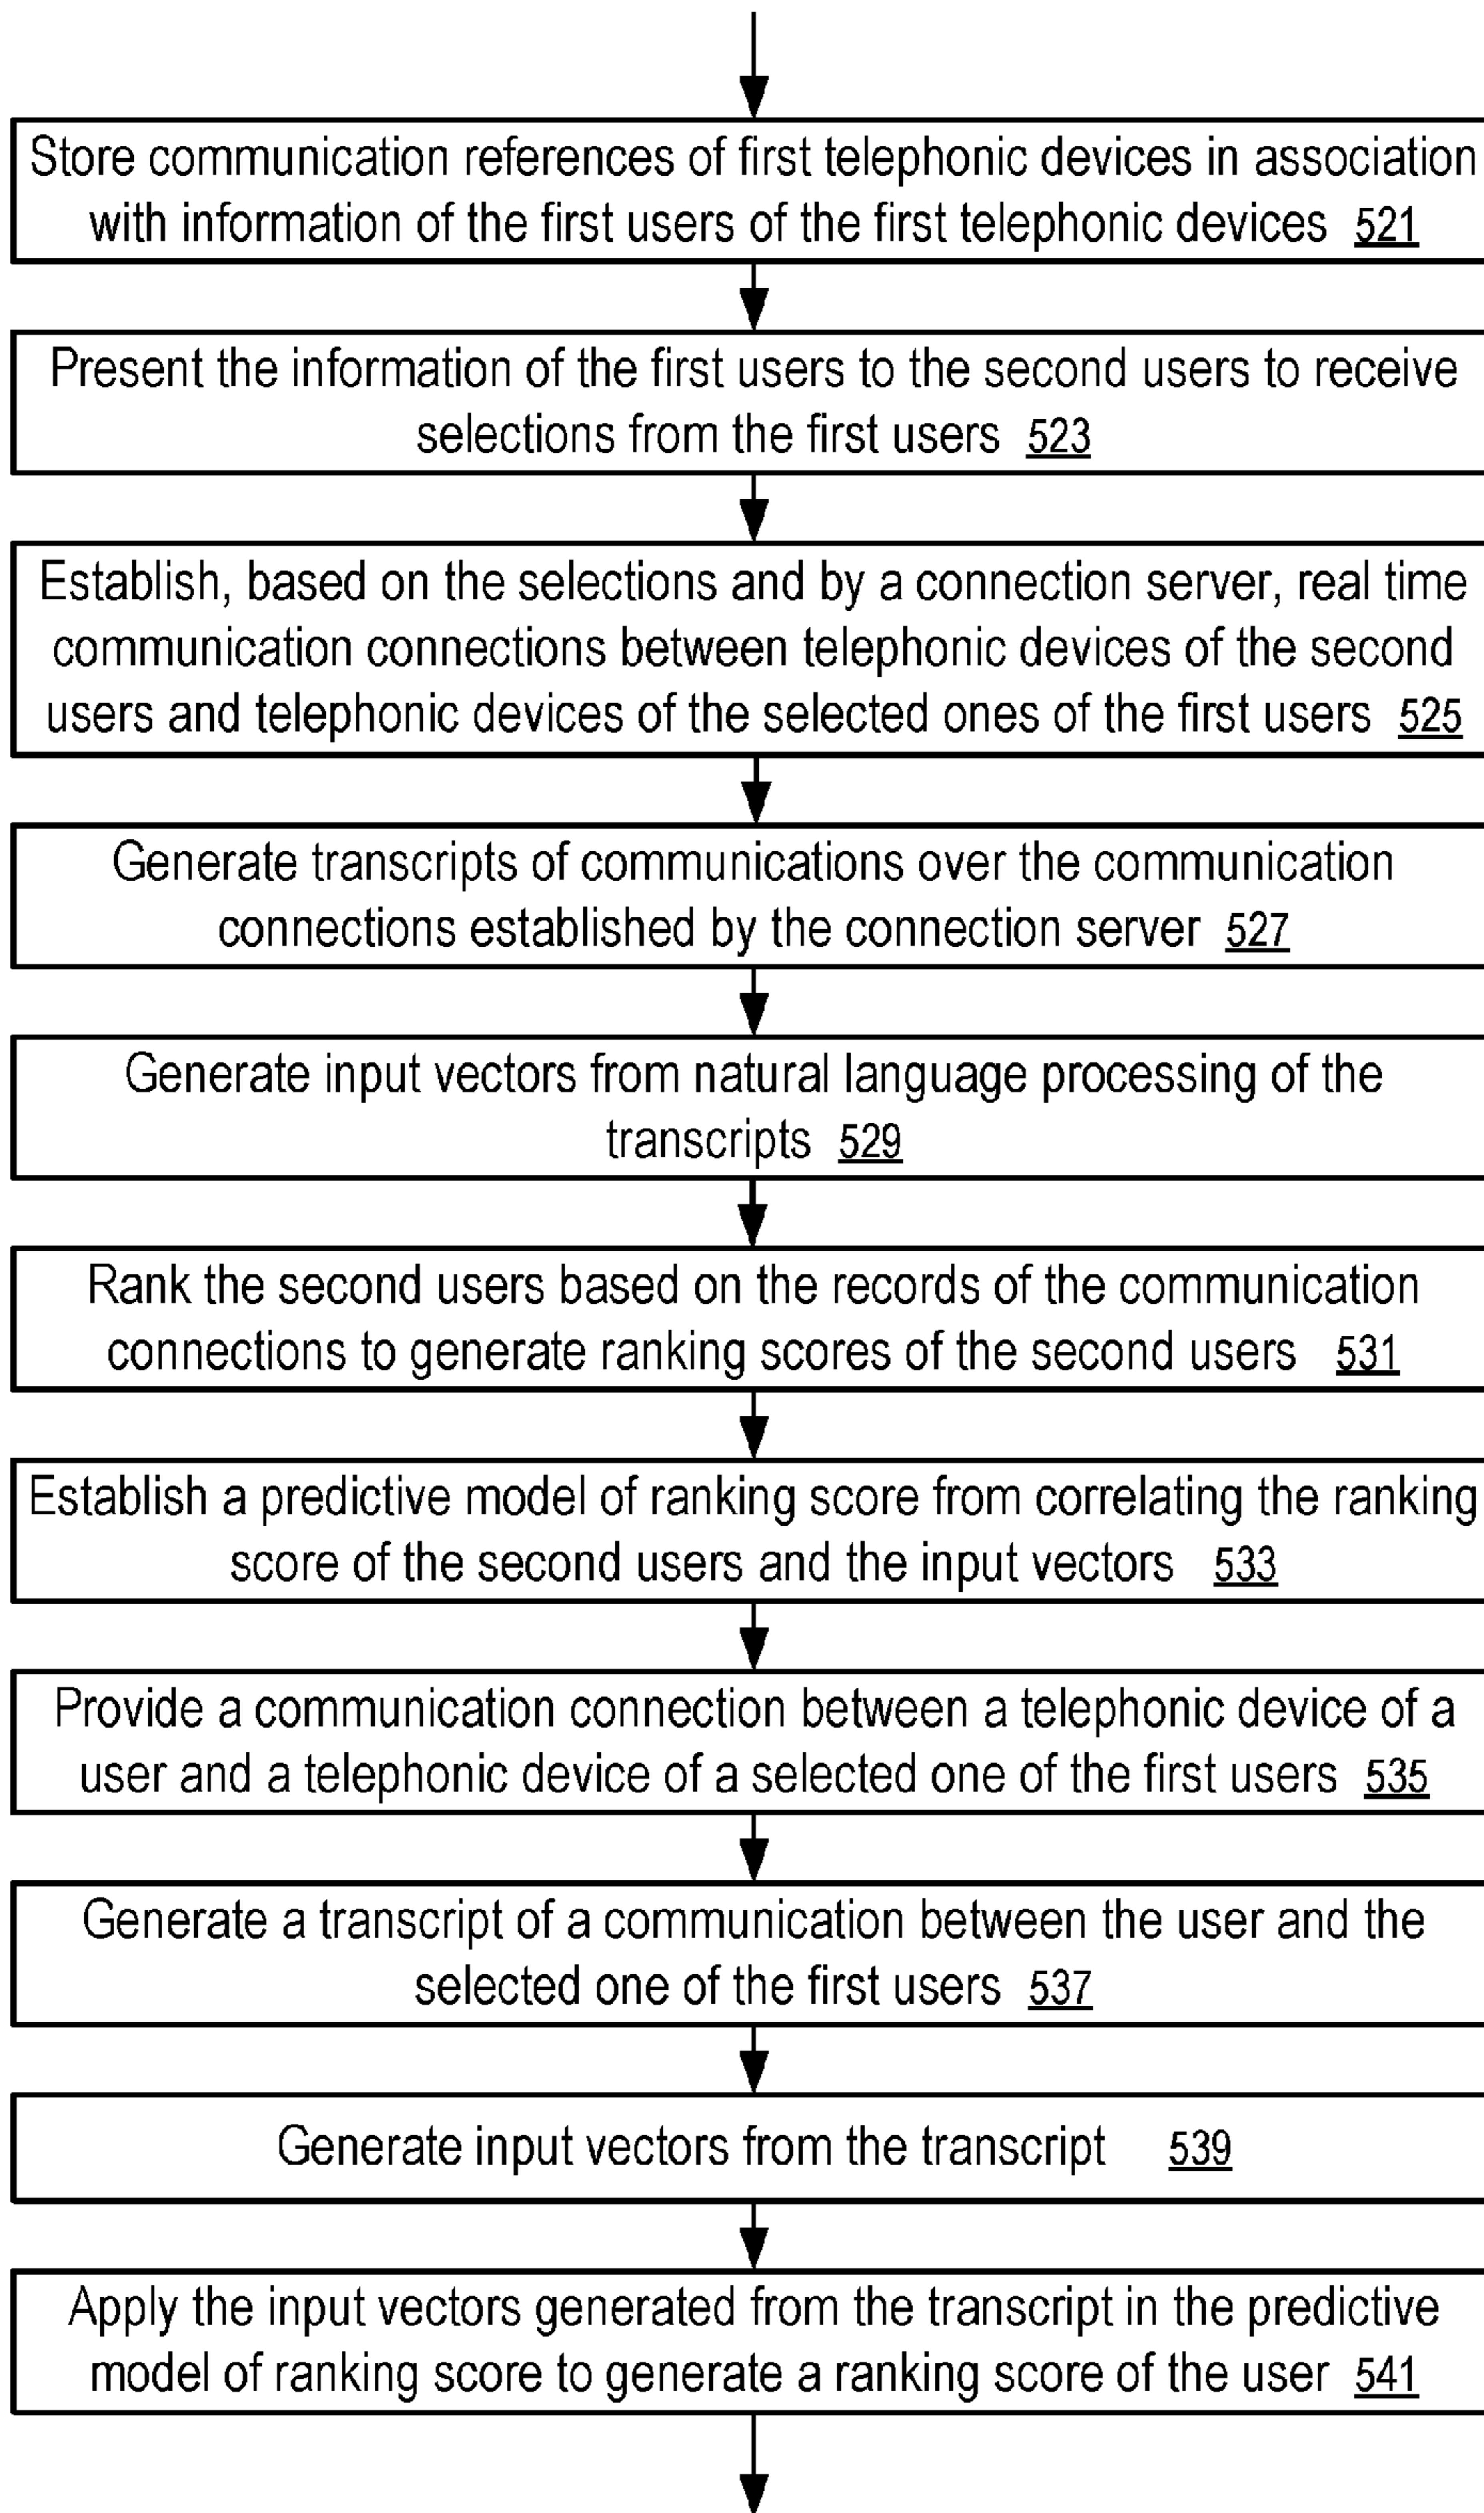 Store communication references of first telephonic devices in association
with information of the first users of the first telephonic devices 521
Present the information of the first users to the second users to receive
selections from the first users 523
Establish, based on the selections and by a connection server, real time
communication connections between telephonic devices of the second
users and telephonic devices of the selected ones of the first users 525
Generate transcripts of communications over the communication
connections established by the connection server 527
Generate input vectors from natural language processing of the
transcripts 529
Rank the second users based on the records of the communication
connections to generate ranking scores of the second users 531
Establish a predictive model of ranking score from correlating the ranking
score of the second users and the input vectors 533
Provide a communication connection between a telephonic device of a
user and a telephonic device of a selected one of the first users 535
Generate a transcript of a communication between the user and the
selected one of the first users 537
Generate input vectors from the transcript 539
Apply the input vectors generated from the transcript in the predictive
model of ranking score to generate a ranking score of the user 541